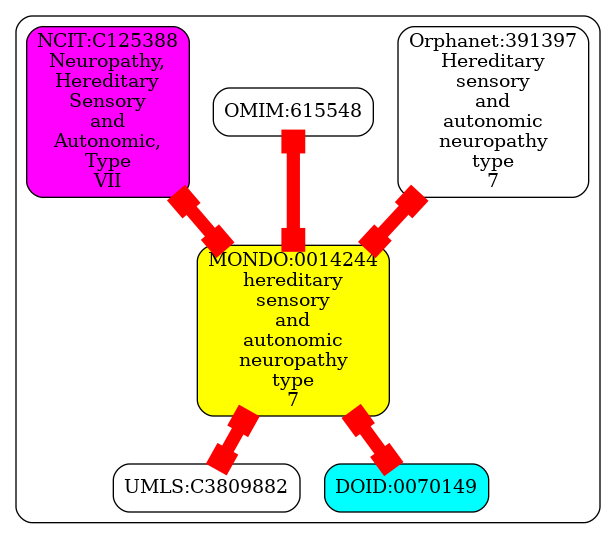 NCIT:C125388
Neuropathy,
Hereditary
Sensory
and
Autonomic,
Type
VII
OMIM:615548
Orphanet:391397
Hereditary
sensory
and
autonomic
neuropathy
type
7
MONDO:0014244
hereditary
sensory
and
autonomic
neuropathy
type
7
UMLS:C3809882
DOID:0070149